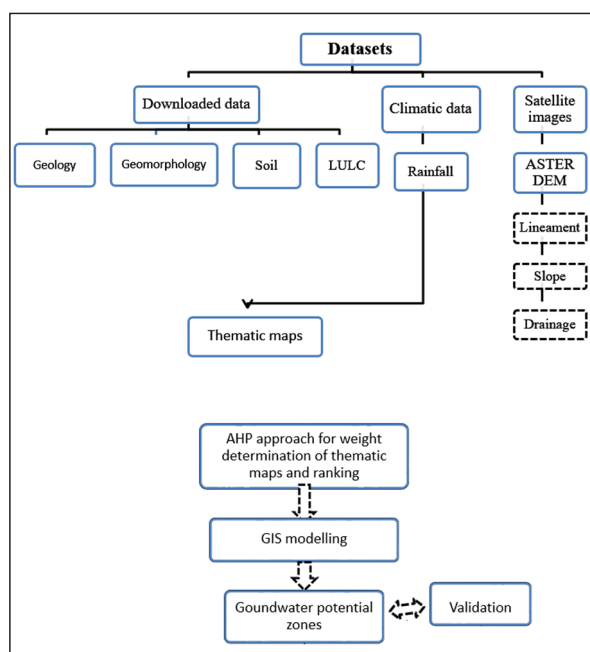 Datasets
Downloaded data
Climatic data
Satellite
images
Geology
Geomorphology
Soil
LULC
Rainfall
ASTER
DEM
Lineament
Slope
Drainage
Thematic maps
AHP approach for weight
determination of thematic
maps and ranking
GIS modelling
Goundwater potential
zones
Validation